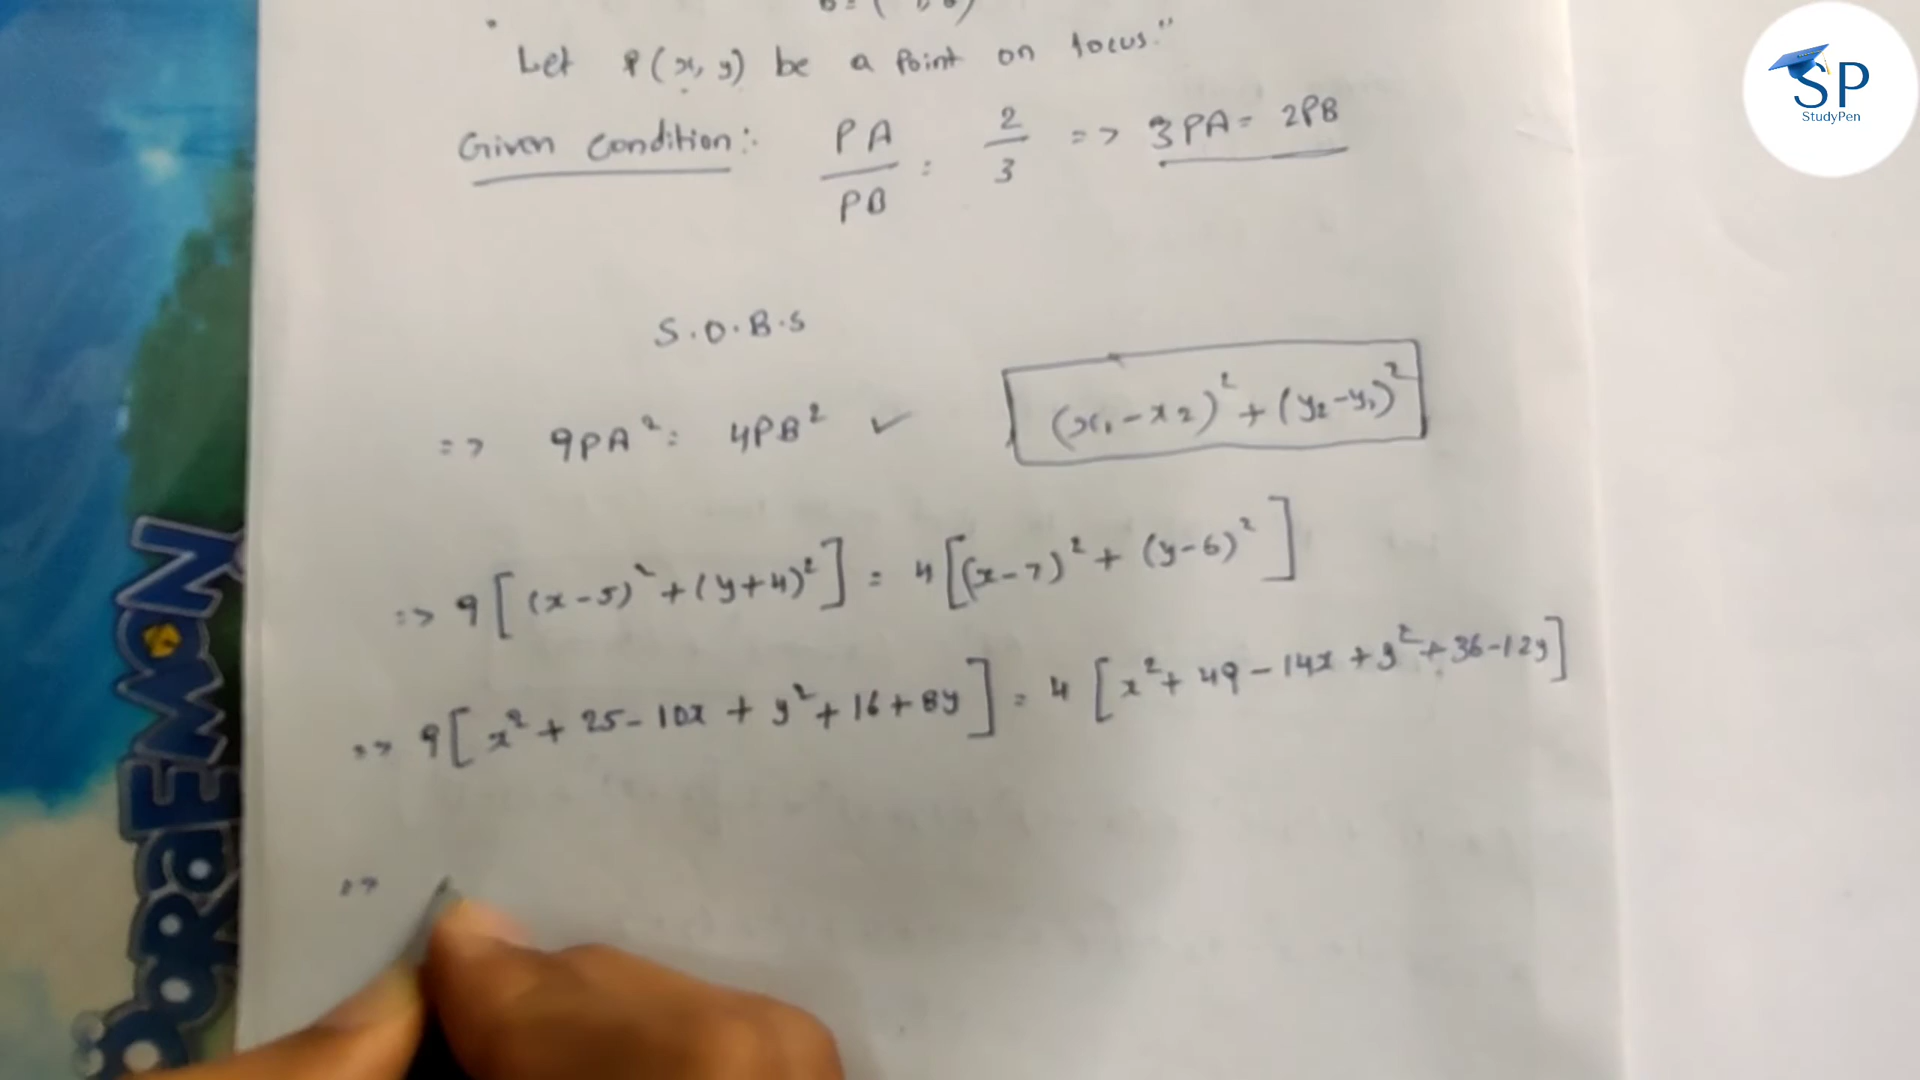 Let P(x, y) be a point on locus."
SP
StudyPen
Given condition:- PA/PB = 2/3 => 3PA = 2PB
S.O.B.S
=> 9PA² = 4PB² ✓ (x₁-x₂)²+(y₂-y₁)²
=> 9[(x-5)²+(y+4)²] = 4[(x-7)²+(y-6)²]
=> 9[x²+25-10x+y²+16+8y] = 4[x²+49-14x+y²+36-12y]
=>
DORAEMON